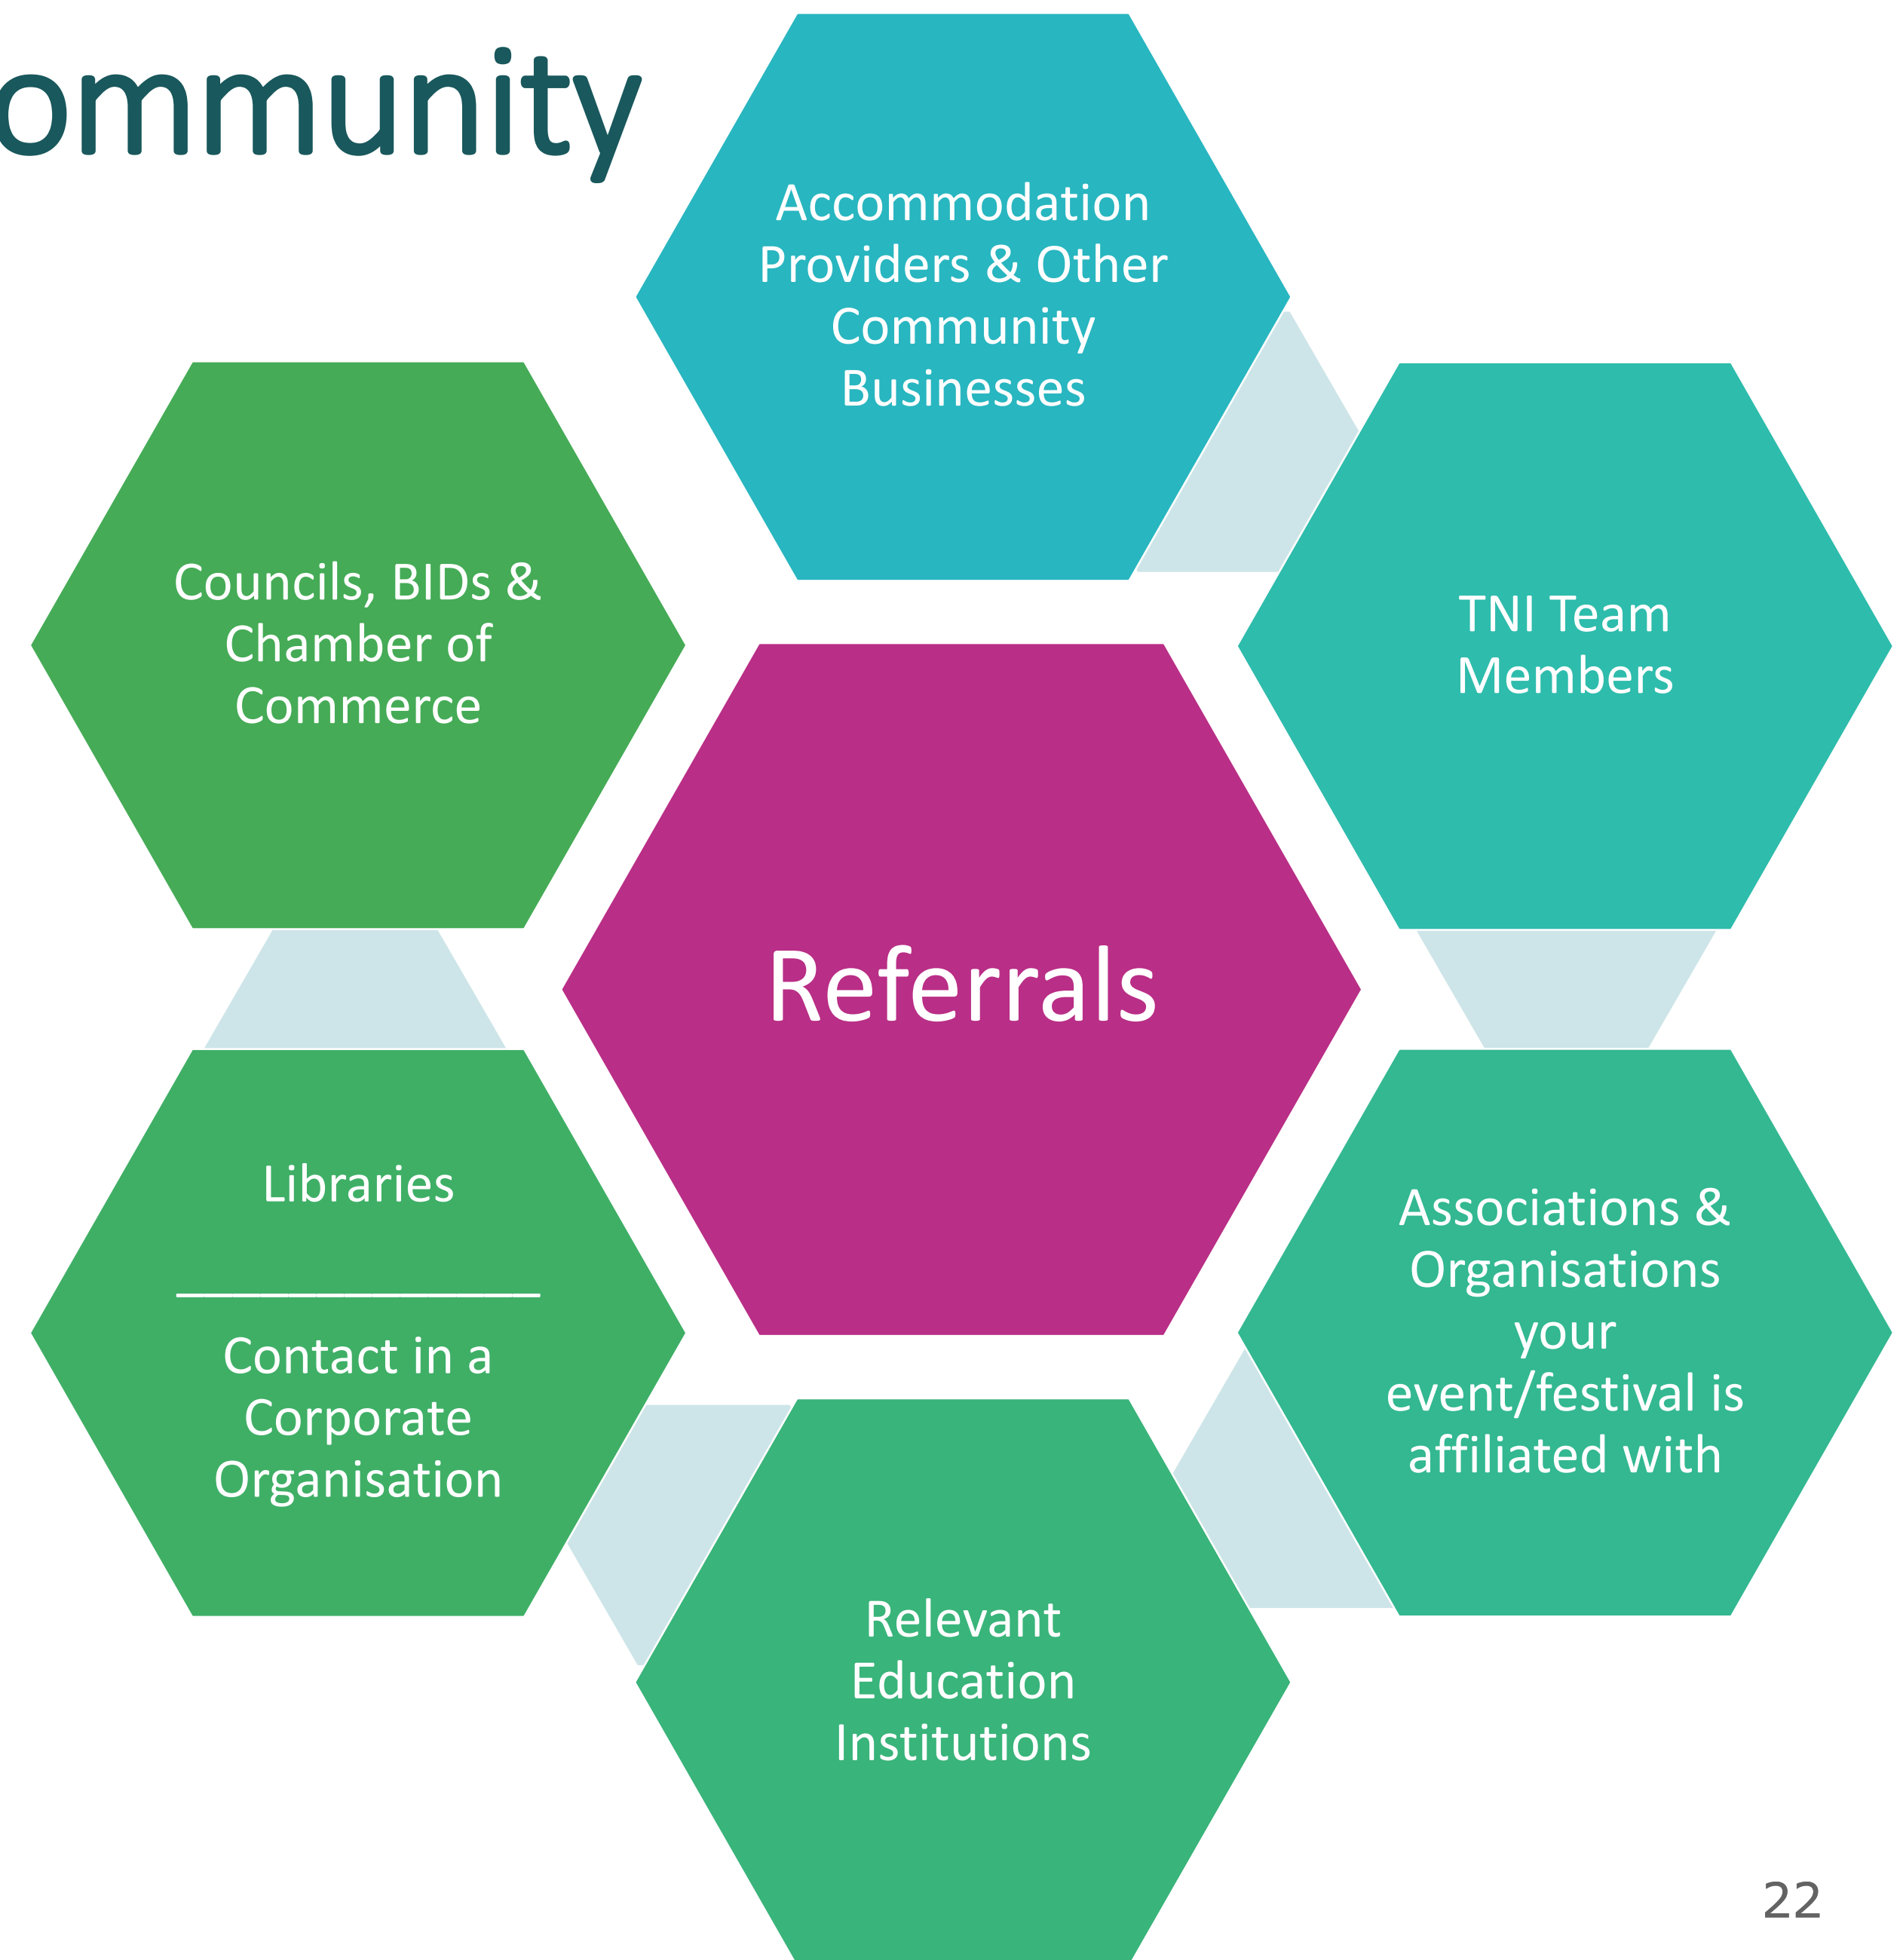 ommunity
Accommodation
Providers & Other
Community
Businesses
Councils, BIDs &
Chamber of
Commerce
TNI Team
Members
Referrals
Libraries
Contact in a
Corporate
Organisation
Associations &
Organisations
your
event/festival is
affiliated with
Relevant
Education
Institutions
22